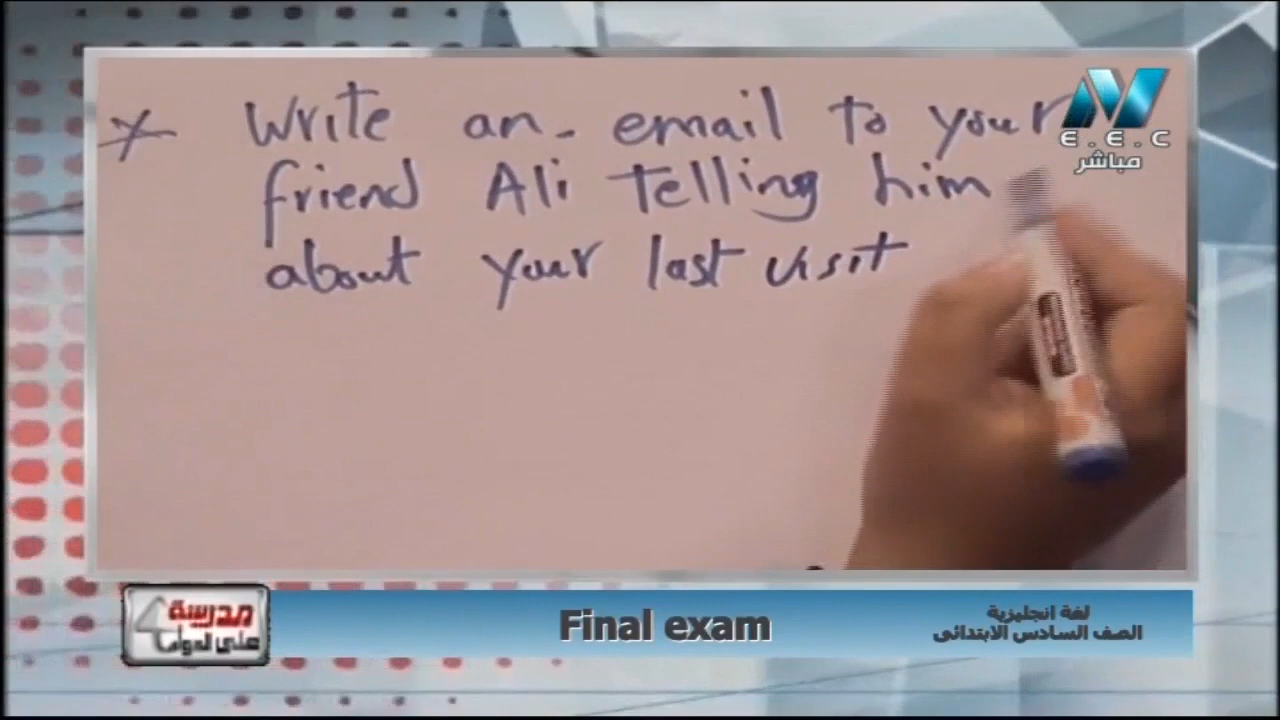 Write an. email to your
friend Ali telling him
about your last visit
E.E.C
مباشر
مدرسة
على الهواء
Final exam
لغة انجليزية
الصف السادس الابتدائى